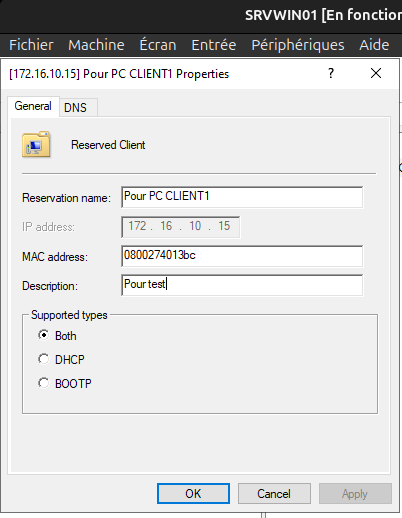 SRVWIN01 [En fonction
Fichier Machine Écran Entrée Périphériques Aide
[172.16.10.15] Pour PC CLIENT1 Properties ? ×
General DNS
Reserved Client
Reservation name: Pour PC CLIENT1
IP address: 172 . 16 . 10 . 15
MAC address: 0800274013bc
Description: Pour test
Supported types
Both
DHCP
BOOTP
OK Cancel Apply